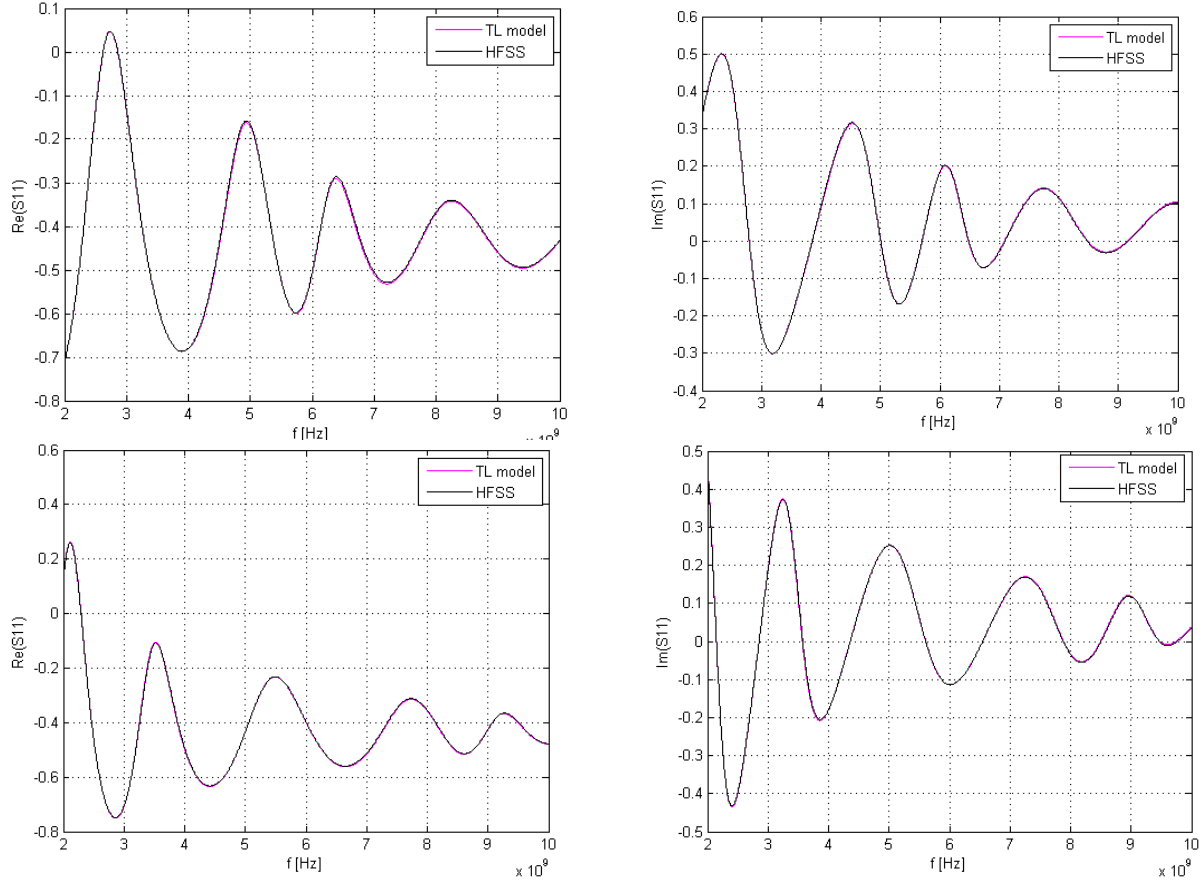 0.1
0
-0.1
-0.2
-0.3
-0.4
-0.5
-0.6
-0.7
-0.8
Re(S11)
TL model
HFSS
2 3 4 5 6 7 8 9 10
f [Hz]
x 10^9
0.6
0.5
0.4
0.3
0.2
0.1
0
-0.1
-0.2
-0.3
-0.4
Im(S11)
TL model
HFSS
2 3 4 5 6 7 8 9 10
f [Hz]
x 10^9
0.6
0.4
0.2
0
-0.2
-0.4
-0.6
-0.8
Re(S11)
TL model
HFSS
2 3 4 5 6 7 8 9 10
f [Hz]
x 10^9
0.5
0.4
0.3
0.2
0.1
0
-0.1
-0.2
-0.3
-0.4
-0.5
Im(S11)
TL model
HFSS
2 3 4 5 6 7 8 9 10
f [Hz]
x 10^9